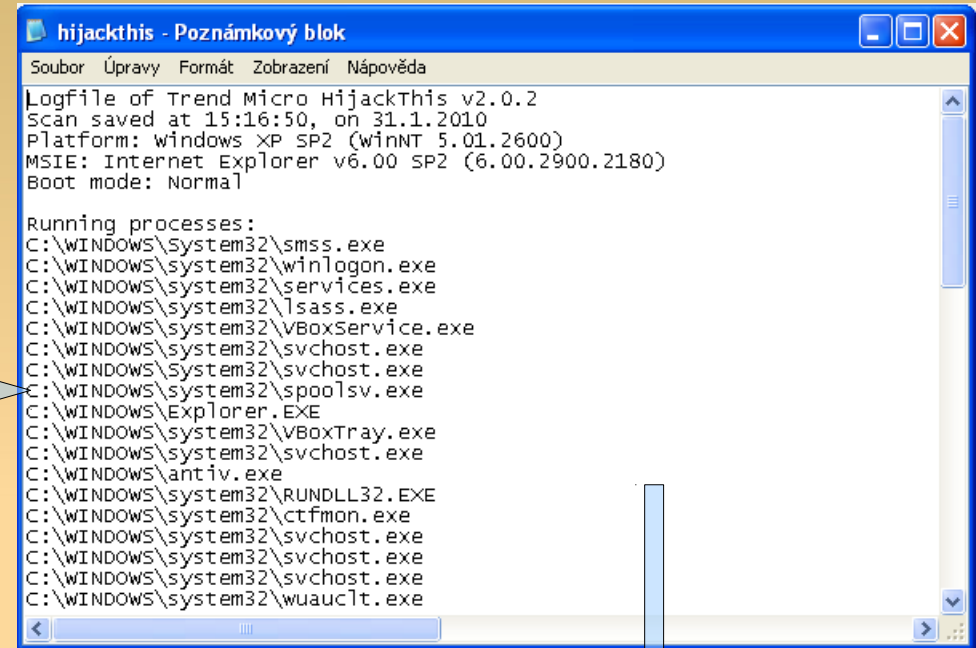 hijackthis - Poznámkový blok
Soubor Úpravy Formát Zobrazení Nápověda
Logfile of Trend Micro HijackThis v2.0.2
Scan saved at 15:16:50, on 31.1.2010
Platform: Windows XP SP2 (WinNT 5.01.2600)
MSIE: Internet Explorer v6.00 SP2 (6.00.2900.2180)
Boot mode: Normal
Running processes:
C:\WINDOWS\System32\smss.exe
C:\WINDOWS\system32\winlogon.exe
C:\WINDOWS\system32\services.exe
C:\WINDOWS\system32\lsass.exe
C:\WINDOWS\system32\VBoxService.exe
C:\WINDOWS\system32\svchost.exe
C:\WINDOWS\system32\svchost.exe
C:\WINDOWS\system32\spoolsv.exe
C:\WINDOWS\Explorer.EXE
C:\WINDOWS\system32\VBoxTray.exe
C:\WINDOWS\system32\svchost.exe
C:\WINDOWS\antiv.exe
C:\WINDOWS\system32\RUNDLL32.EXE
C:\WINDOWS\system32\ctfmon.exe
C:\WINDOWS\system32\svchost.exe
C:\WINDOWS\system32\svchost.exe
C:\WINDOWS\system32\svchost.exe
C:\WINDOWS\system32\wuauclt.exe